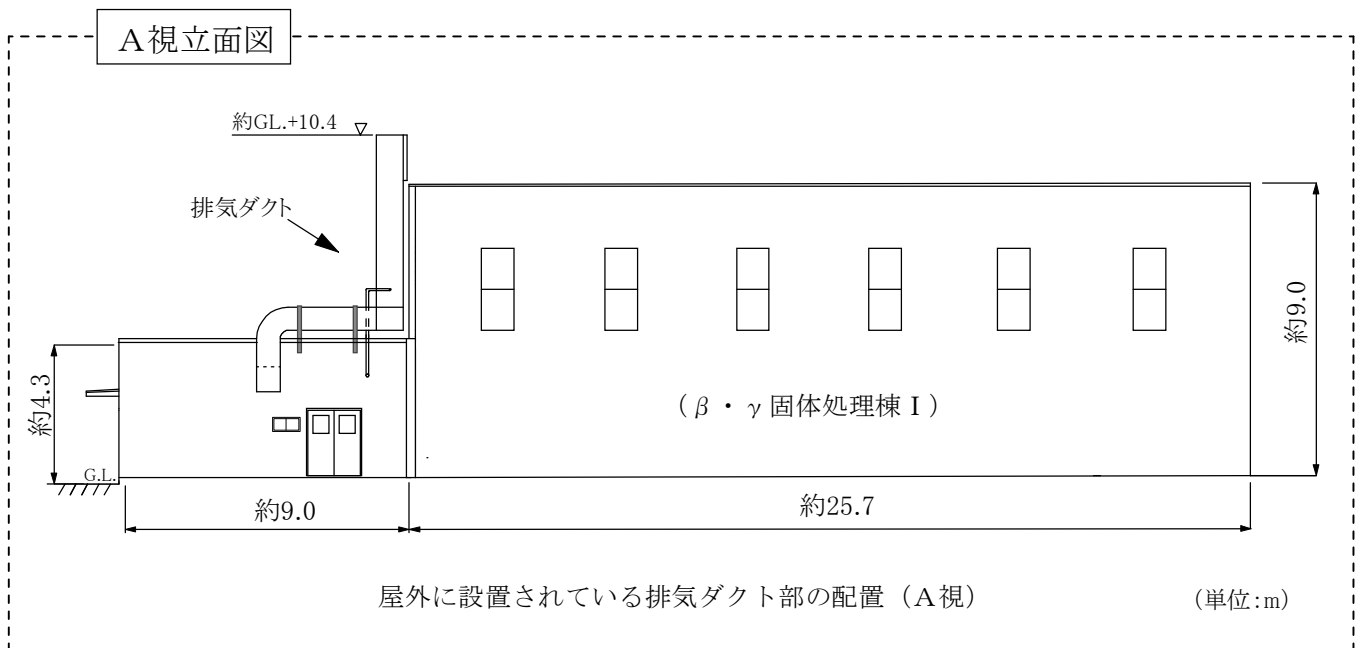 A視立面図
約GL.+10.4
排気ダクト
約4.3
G.L.
(β・γ固体処理棟Ⅰ)
約9.0
約9.0
約25.7
屋外に設置されている排気ダクト部の配置(A視)
(単位:m)